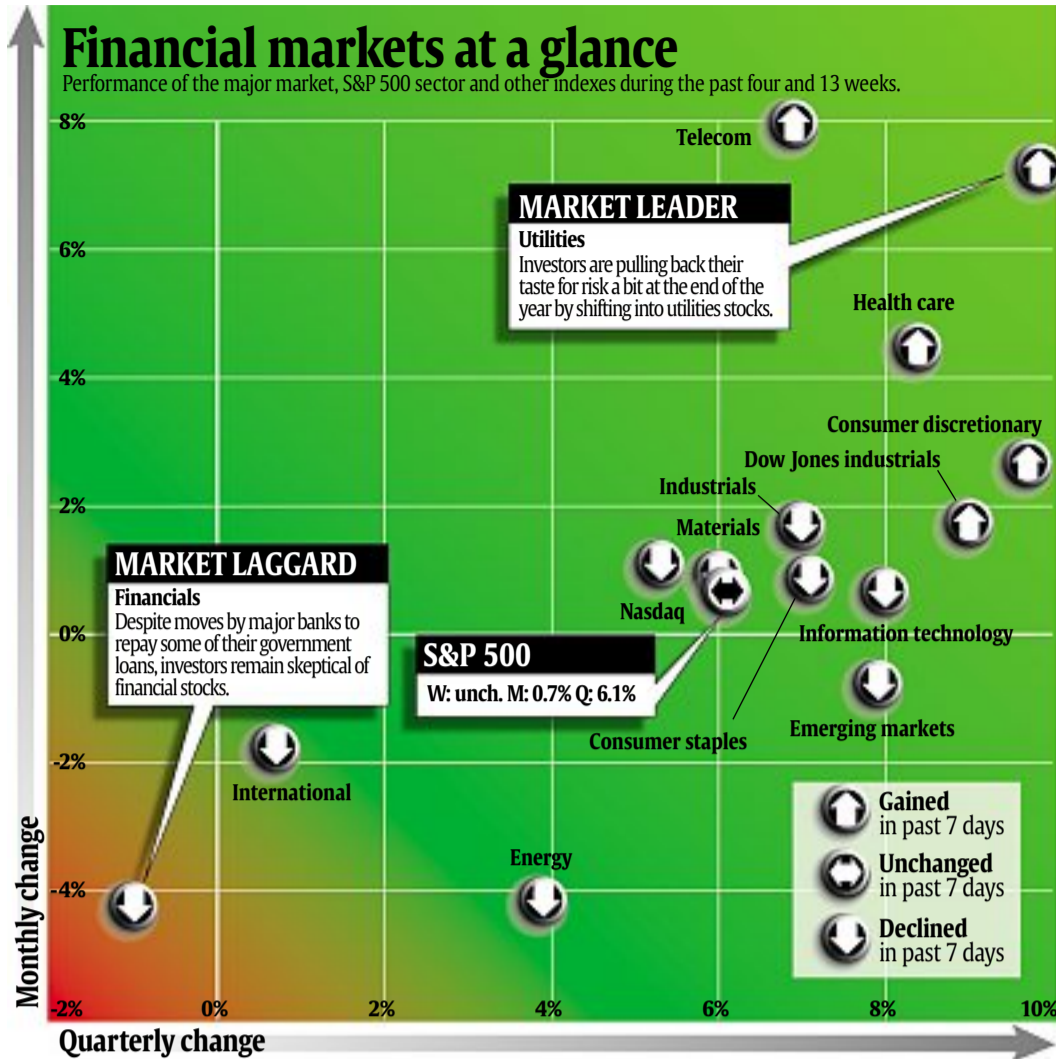 Financial markets at a glance
Performance of the major market, S&P 500 sector and other indexes during the past four and 13 weeks.
8%
Telecom
MARKET LEADER
Utilities
Investors are pulling back their
taste for risk a bit at the end of the
year by shifting into utilities stocks.
6%
Health care
4%
Consumer discretionary
Dow Jones industrials
Industrials
2%
Materials
MARKET LAGGARD
Financials
Despite moves by major banks to
repay some of their government
loans, investors remain skeptical of
financial stocks.
Nasdaq
0%
Information technology
S&P 500
W: unch. M: 0.7% Q: 6.1%
Emerging markets
Consumer staples
-2%
International
Gained
in past 7 days
Unchanged
in past 7 days
Declined
in past 7 days
Energy
-4%
Monthly change
-2%
0%
2%
4%
6%
8%
10%
Quarterly change